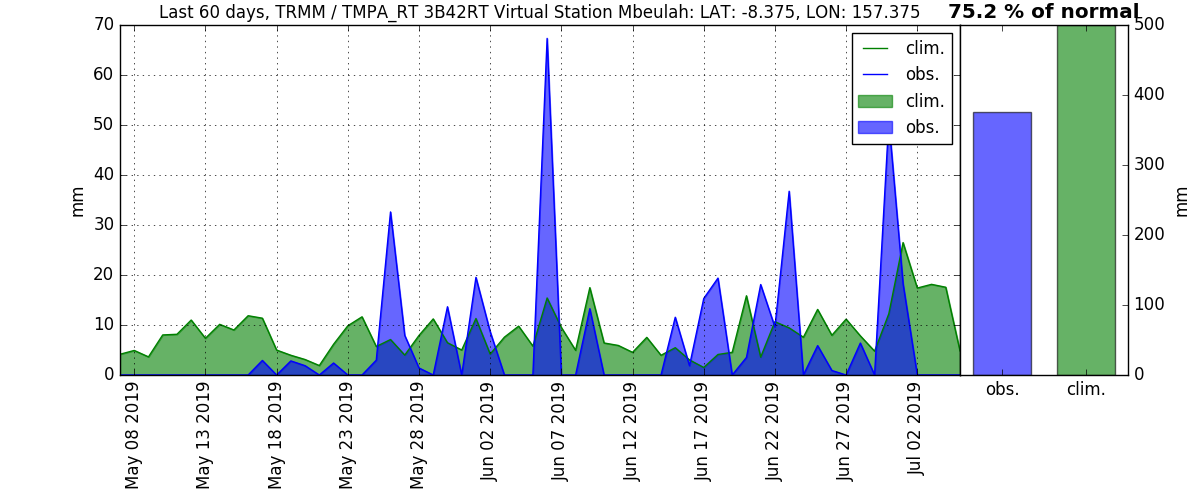 Last 60 days, TRMM / TMPA_RT 3B42RT Virtual Station Mbeulah: LAT: -8.375, LON: 157.375
75.2 % of normal
70
60
50
40
30
20
10
0
mm
clim.
obs.
clim.
obs.
500
400
300
200
100
0
mm
obs.
clim.
May 08 2019
May 13 2019
May 18 2019
May 23 2019
May 28 2019
Jun 02 2019
Jun 07 2019
Jun 12 2019
Jun 17 2019
Jun 22 2019
Jun 27 2019
Jul 02 2019